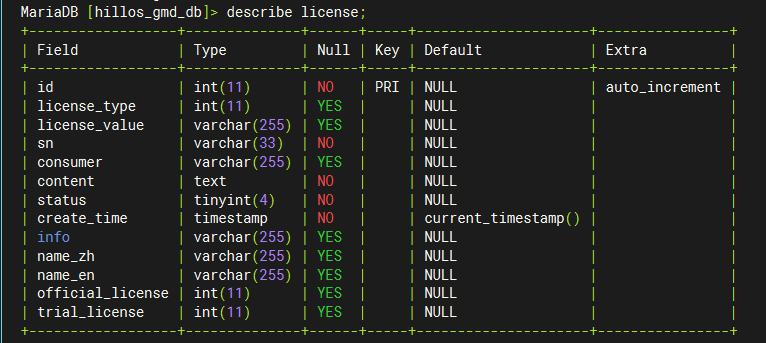 MariaDB [hillos_gmd_db]> describe license;
+------------------+--------------+------+-----+---------------------+----------------+
| Field            | Type         | Null | Key | Default             | Extra          |
+------------------+--------------+------+-----+---------------------+----------------+
| id               | int(11)      | NO   | PRI | NULL                | auto_increment |
| license_type     | int(11)      | YES  |     | NULL                |                |
| license_value    | varchar(255) | YES  |     | NULL                |                |
| sn               | varchar(33)  | NO   |     | NULL                |                |
| consumer         | varchar(255) | YES  |     | NULL                |                |
| content          | text         | NO   |     | NULL                |                |
| status           | tinyint(4)   | NO   |     | NULL                |                |
| create_time      | timestamp    | NO   |     | current_timestamp() |                |
| info             | varchar(255) | YES  |     | NULL                |                |
| name_zh          | varchar(255) | YES  |     | NULL                |                |
| name_en          | varchar(255) | YES  |     | NULL                |                |
| official_license | int(11)      | YES  |     | NULL                |                |
| trial_license    | int(11)      | YES  |     | NULL                |                |
+------------------+--------------+------+-----+---------------------+----------------+